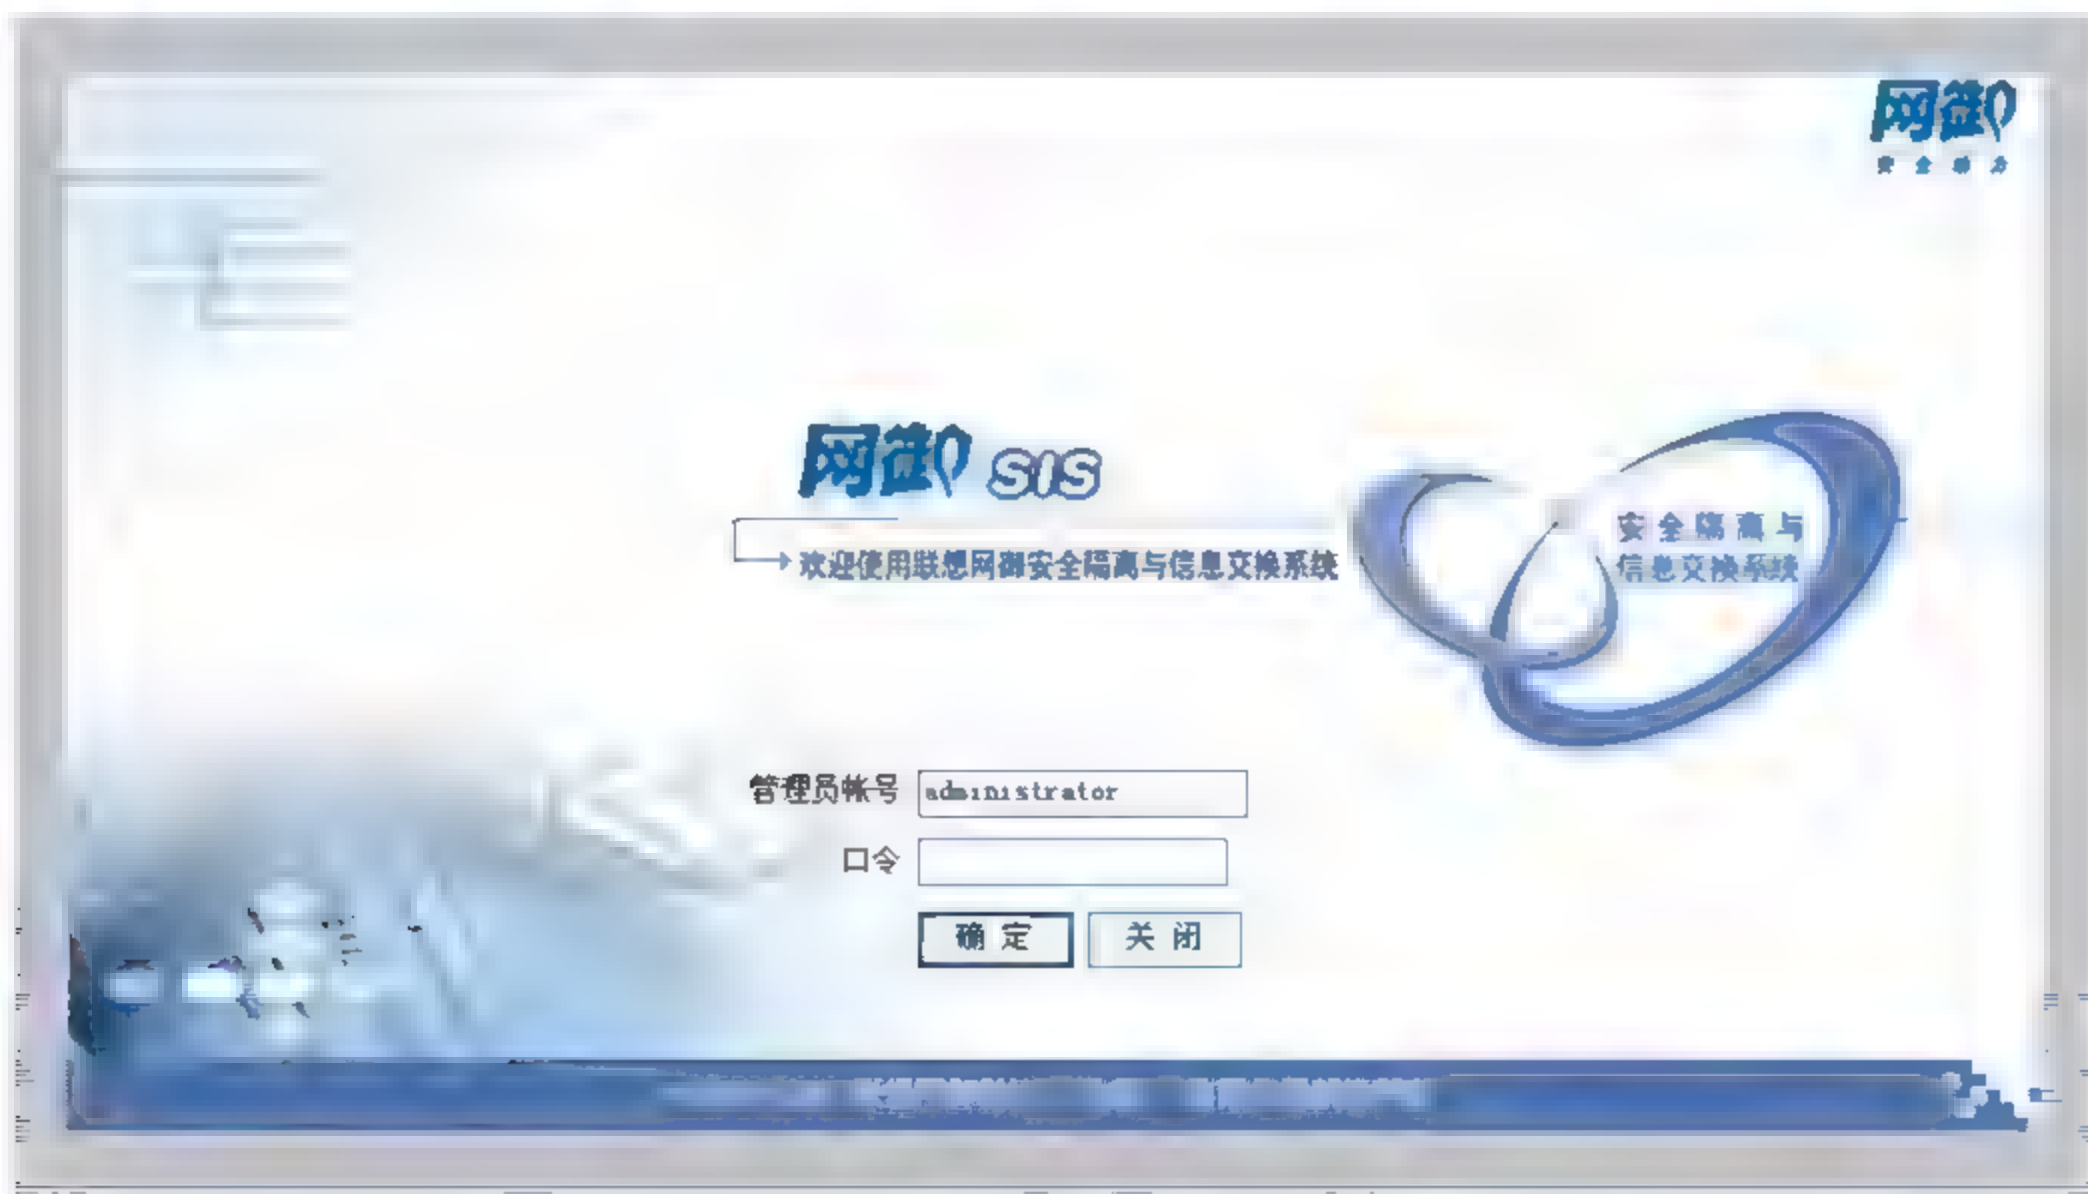 网御
安全
网御 SIS
欢迎使用联想网御安全隔离与信息交换系统
安全隔离与
信息交换系统
管理员帐号 administrator
口令
确定 关闭